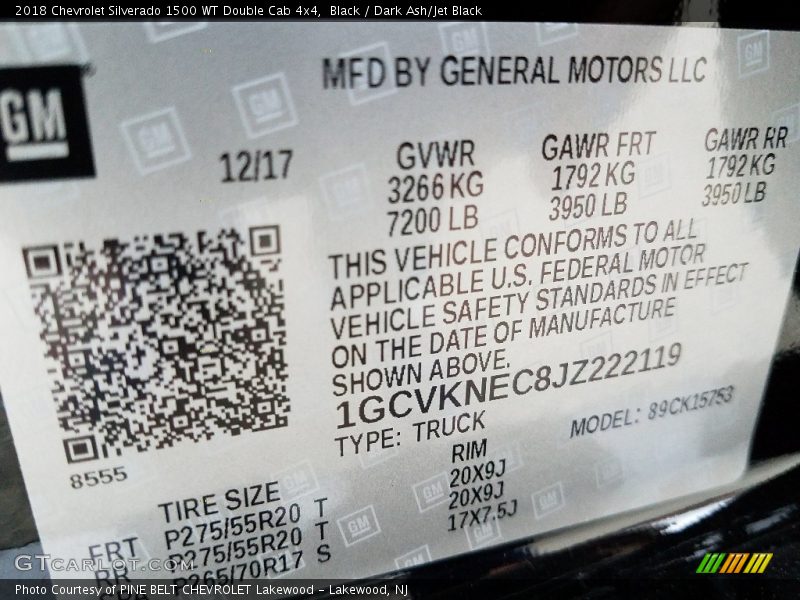 2018 Chevrolet Silverado 1500 WT Double Cab 4x4, Black / Dark Ash/Jet Black
GM
MFD BY GENERAL MOTORS LLC
12/17
GVWR GAWR FRT GAWR RR
3266 KG 1792 KG 1792 KG
7200 LB 3950 LB 3950 LB
THIS VEHICLE CONFORMS TO ALL
APPLICABLE U.S. FEDERAL MOTOR
VEHICLE SAFETY STANDARDS IN EFFECT
ON THE DATE OF MANUFACTURE
SHOWN ABOVE.
1GCVKNEC8JZ222119
TYPE: TRUCK MODEL: 89CK15753
8555
TIRE SIZE RIM
FRT P275/55R20 T 20X9J
RR P275/55R20 T 20X9J
P265/70R17 S 17X7.5J
GTCarLot.com
Photo Courtesy of PINE BELT CHEVROLET Lakewood - Lakewood, NJ